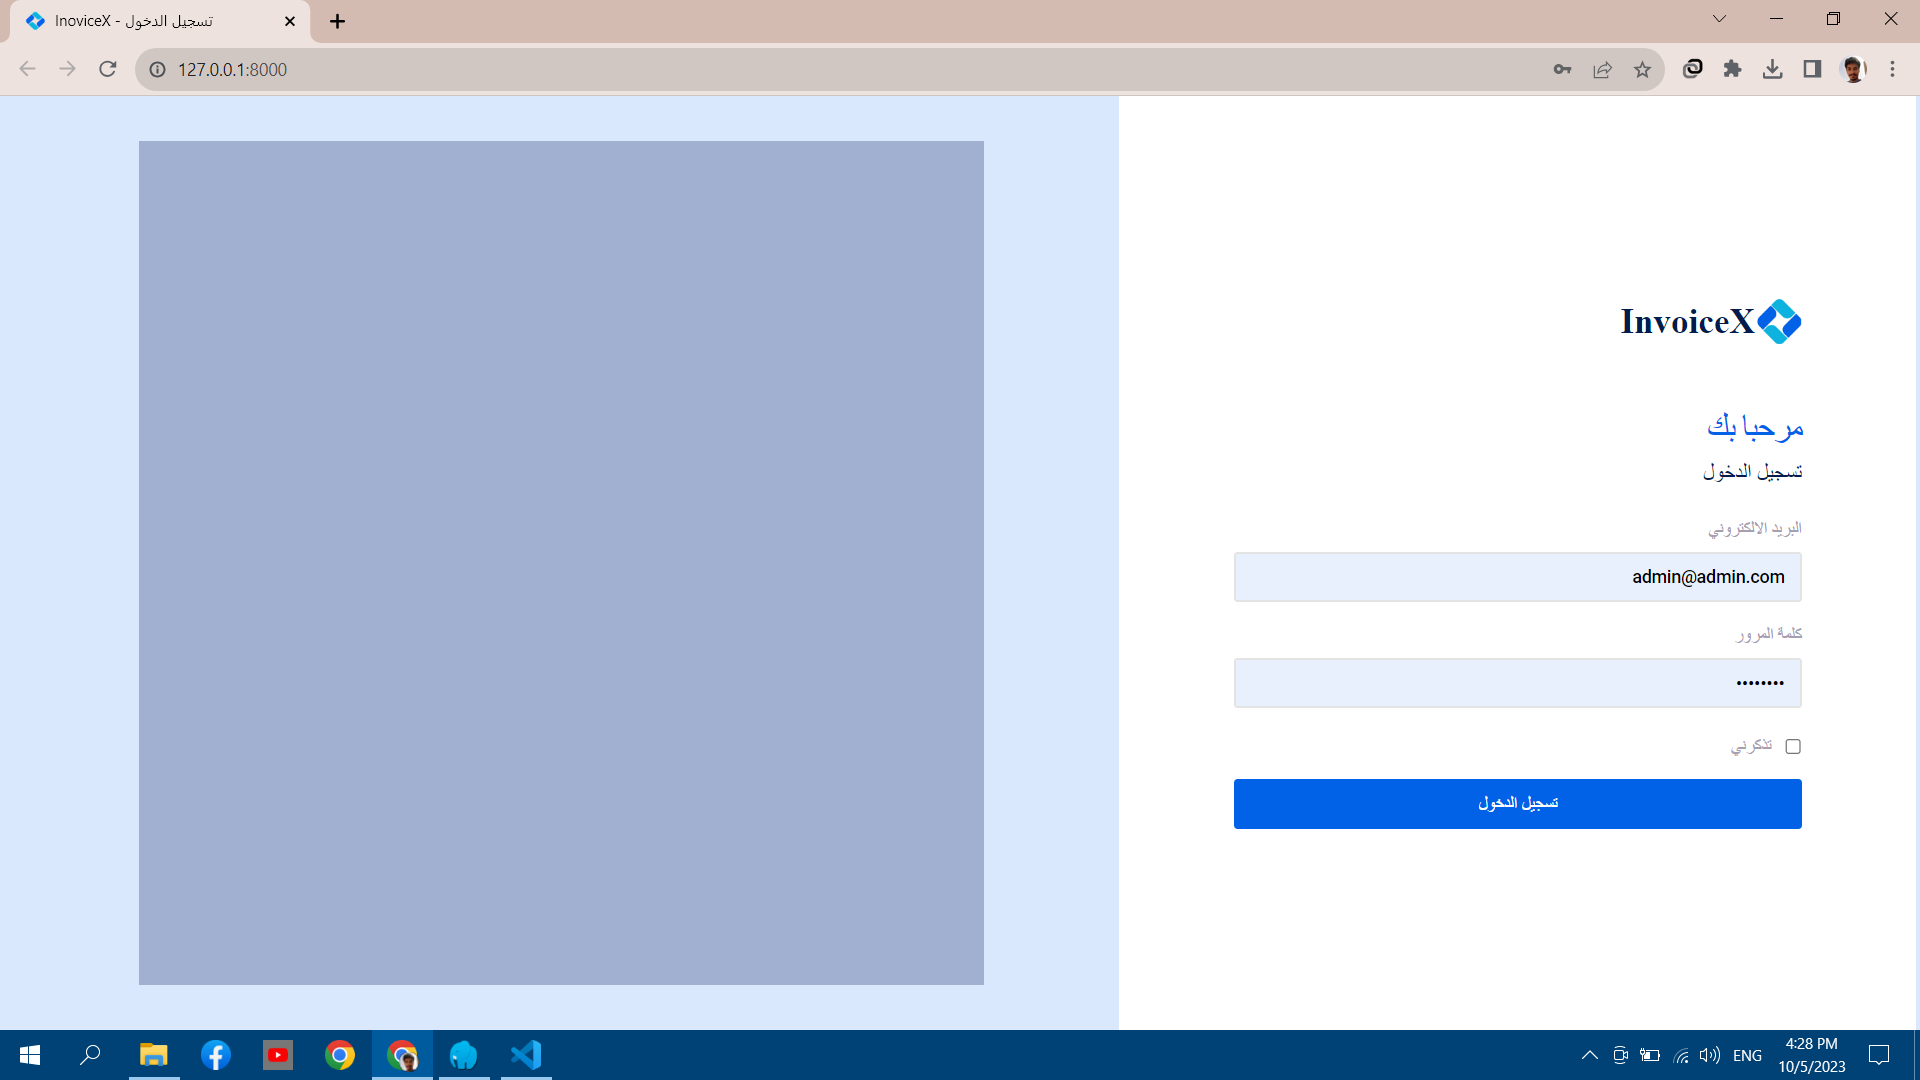 InoviceX - تسجيل الدخول
127.0.0.1:8000
InvoiceX
مرحبا بك
تسجيل الدخول
البريد الالكتروني
admin@admin.com
كلمة المرور
••••••••
تذكرني
تسجيل الدخول
ENG
4:28 PM
10/5/2023